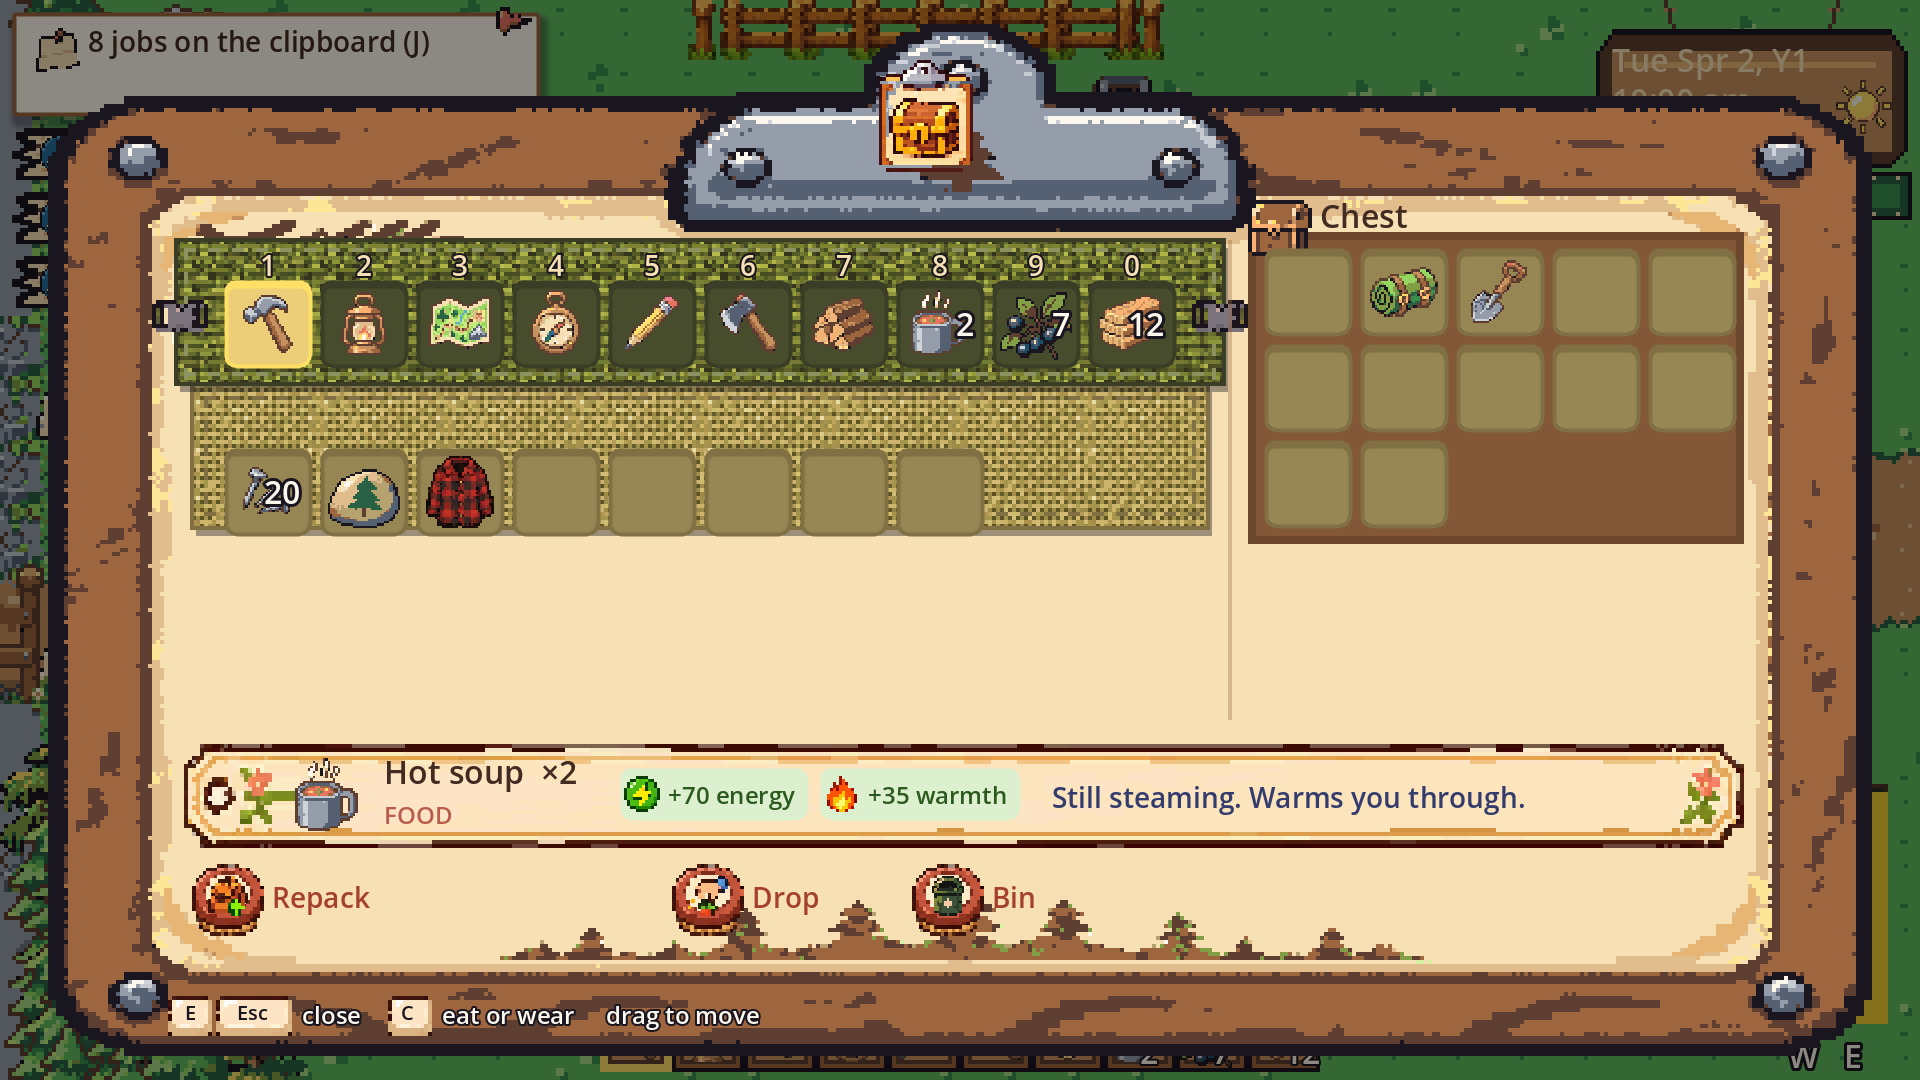 8 jobs on the clipboard (J)
Tue Spr 2, Y1
Chest
1 2 3 4 5 6 7 8 9 0
2 7 12
20
Hot soup ×2
FOOD
+70 energy
+35 warmth
Still steaming. Warms you through.
Repack
Drop
Bin
E Esc close C eat or wear drag to move
W E